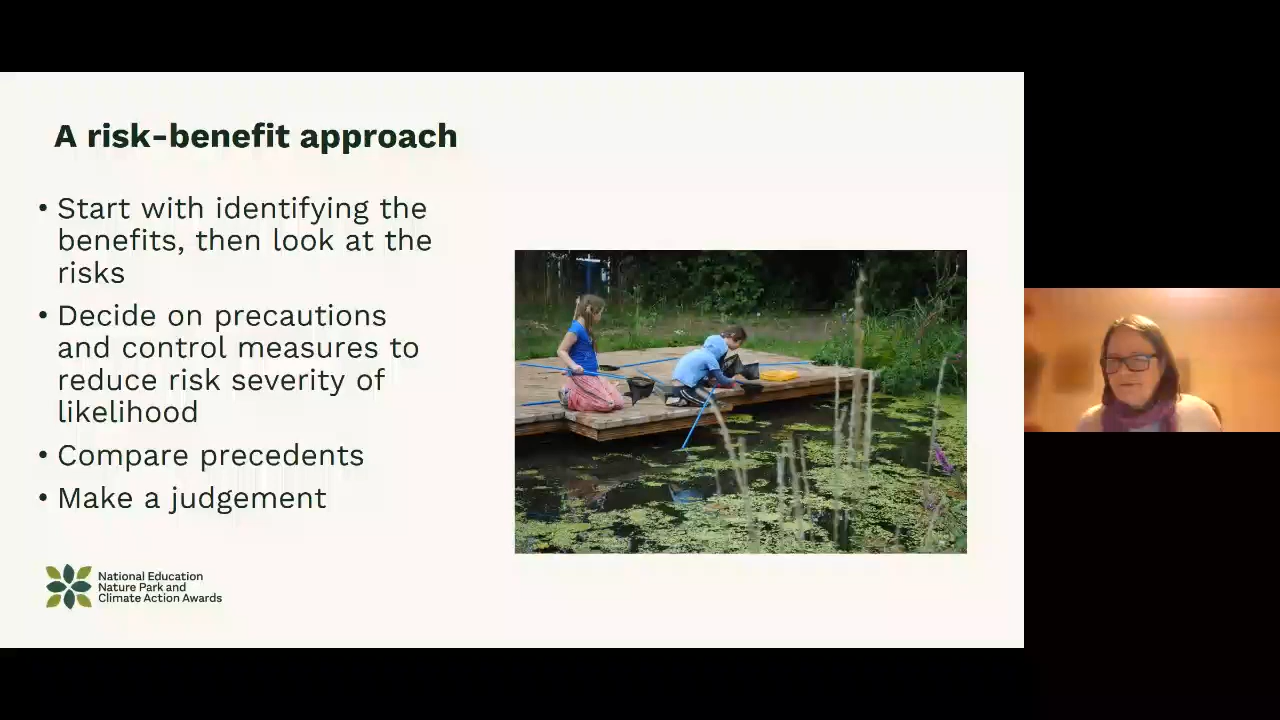 A risk-benefit approach
• Start with identifying the
benefits, then look at the
risks
• Decide on precautions
and control measures to
reduce risk severity of
likelihood
• Compare precedents
• Make a judgement
National Education
Nature Park and
Climate Action Awards